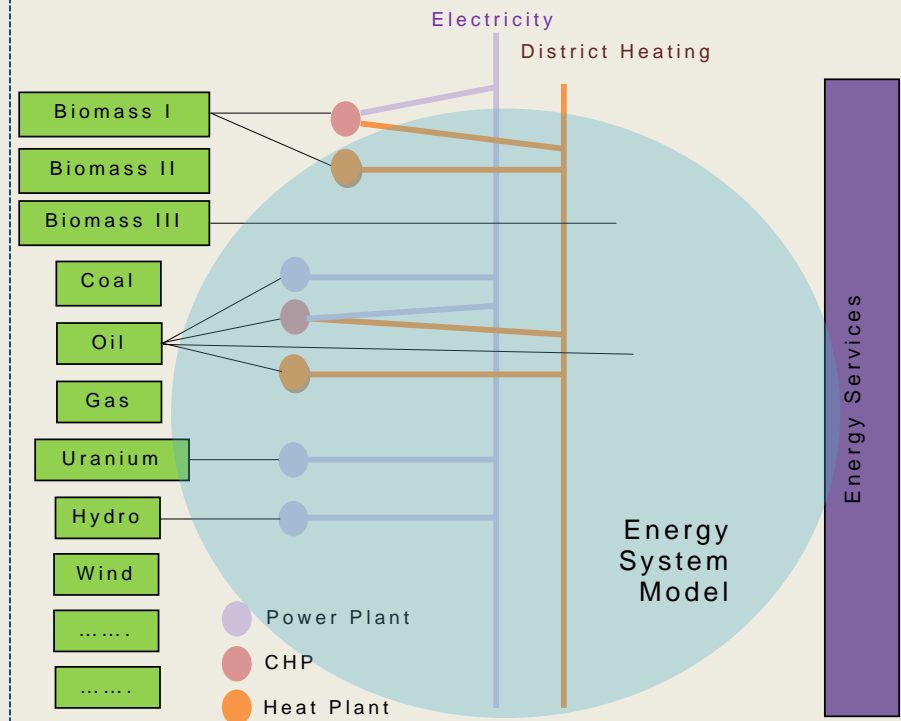 Electricity
District Heating
Biomass I
Biomass II
Biomass III
Coal
Oil
Gas
Uranium
Hydro
Wind
…….
…….
Power Plant
CHP
Heat Plant
Energy
System
Model
Energy Services